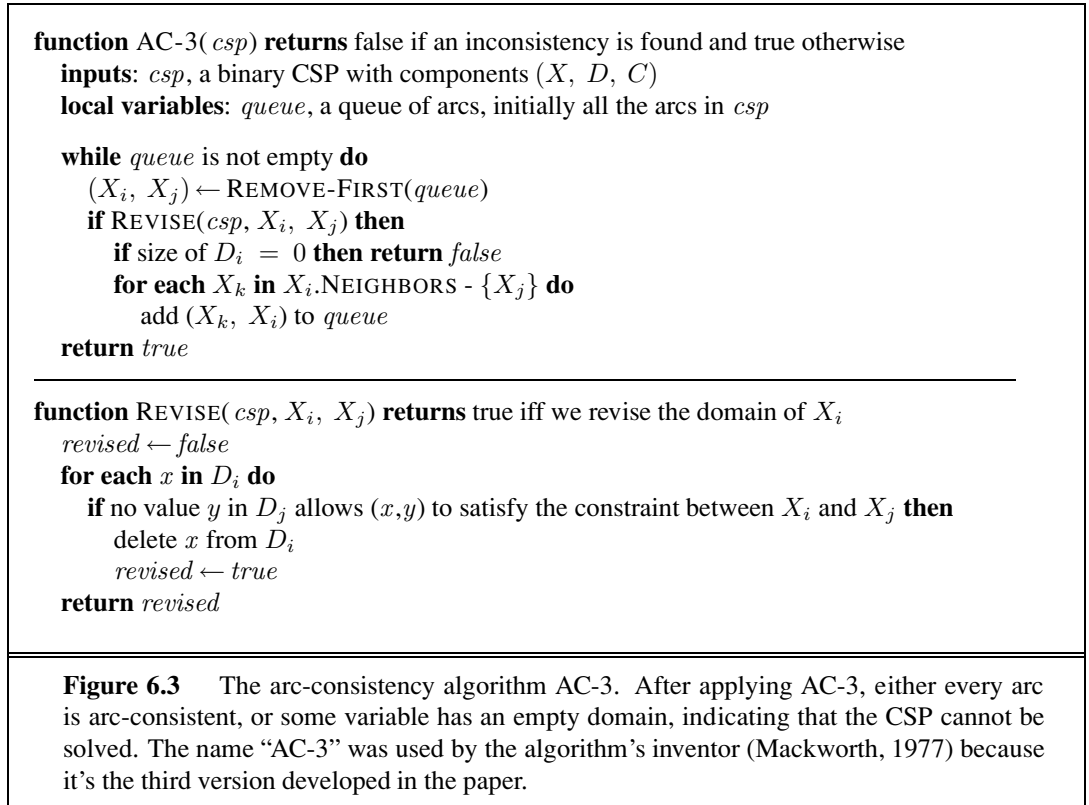 function AC-3( csp) returns false if an inconsistency is found and true otherwise
inputs: csp, a binary CSP with components (X, D, C)
local variables: queue, a queue of arcs, initially all the arcs in csp
while queue is not empty do
(Xi, Xj) ← REMOVE-FIRST(queue)
if REVISE(csp, Xi, Xj) then
if size of Di = 0 then return false
for each Xk in Xi.NEIGHBORS - {Xj} do
add (Xk, Xi) to queue
return true
function REVISE( csp, Xi, Xj) returns true iff we revise the domain of Xi
revised ← false
for each x in Di do
if no value y in Dj allows (x,y) to satisfy the constraint between Xi and Xj then
delete x from Di
revised ← true
return revised
Figure 6.3 The arc-consistency algorithm AC-3. After applying AC-3, either every arc
is arc-consistent, or some variable has an empty domain, indicating that the CSP cannot be
solved. The name “AC-3” was used by the algorithm’s inventor (Mackworth, 1977) because
it’s the third version developed in the paper.